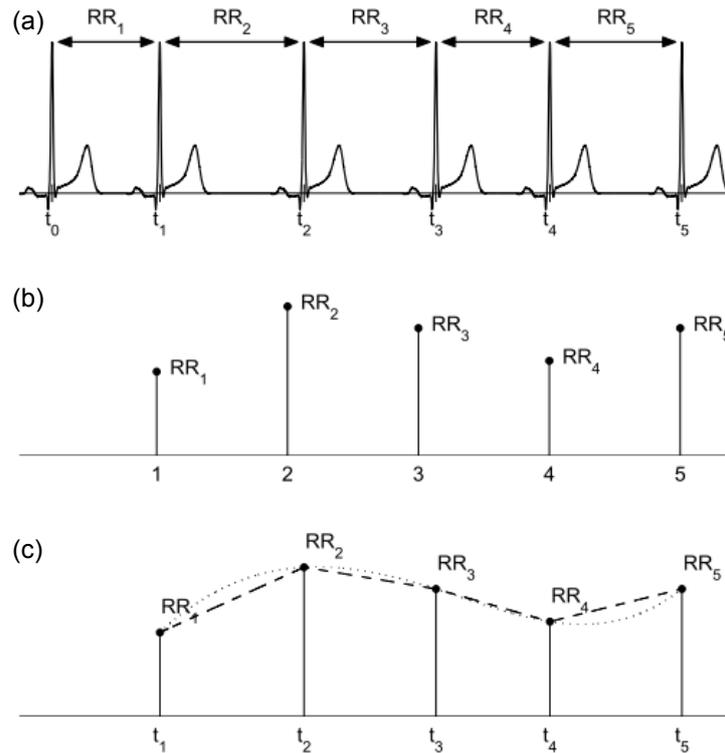 (a) RR₁ RR₂ RR₃ RR₄ RR₅
t₀ t₁ t₂ t₃ t₄ t₅
(b)
RR₂
RR₃ RR₅
RR₄
RR₁
1 2 3 4 5
(c)
RR₂
RR₃ RR₅
RR₁ RR₄
t₁ t₂ t₃ t₄ t₅